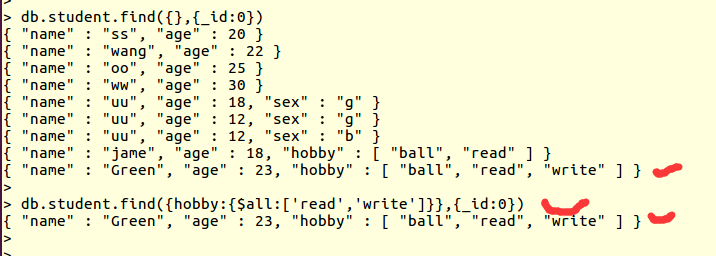 > db.student.find({},{_id:0})
{ "name" : "ss", "age" : 20 }
{ "name" : "wang", "age" : 22 }
{ "name" : "oo", "age" : 25 }
{ "name" : "ww", "age" : 30 }
{ "name" : "uu", "age" : 18, "sex" : "g" }
{ "name" : "uu", "age" : 12, "sex" : "g" }
{ "name" : "uu", "age" : 12, "sex" : "b" }
{ "name" : "jame", "age" : 18, "hobby" : [ "ball", "read" ] }
{ "name" : "Green", "age" : 23, "hobby" : [ "ball", "read", "write" ] }
>
> db.student.find({hobby:{$all:['read','write']}},{_id:0})
{ "name" : "Green", "age" : 23, "hobby" : [ "ball", "read", "write" ] }
>
>